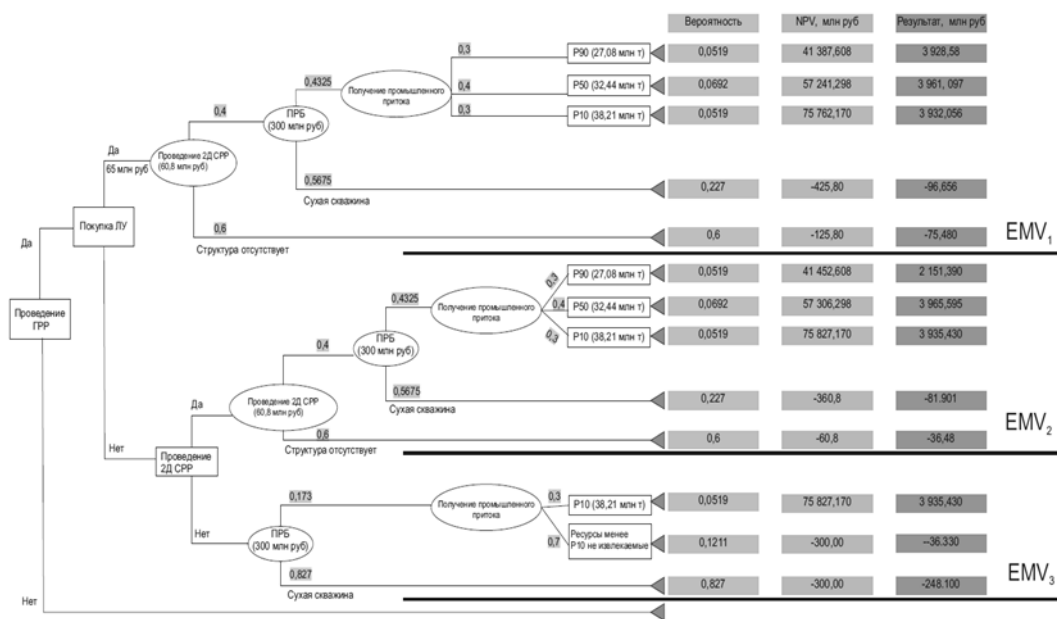 Вероятность NPV, млн руб Результат, млн руб
0,3 P90 (27,08 млн т) 0,0519 41 387,608 3 928,58
0,4325 Получение промышленного притока 0,4 P50 (32,44 млн т) 0,0692 57 241,298 3 961, 097
0,4 ПРБ (300 млн руб) 0,3 P10 (38,21 млн т) 0,0519 75 762,170 3 932,056
Да
65 млн руб
Проведение 2Д СРР
(60,8 млн руб)
0,5675 0,227 -425,80 -96,656
Сухая скважина
Покупка ЛУ
0,6 0,6 -125,80 -75,480 EMV1
Структура отсутствует
Да
0,3 P90 (27,08 млн т) 0,0519 41 452,608 2 151,390
0,4325 Получение промышленного притока 0,4 P50 (32,44 млн т) 0,0692 57 306,298 3 965,595
Проведение
ГРР
0,4 ПРБ (300 млн руб) 0,3 P10 (38,21 млн т) 0,0519 75 827,170 3 935,430
0,5675 0,227 -360,8 -81.901
Сухая скважина
Да
Проведение 2Д СРР
(60,8 млн руб)
0,6 0,6 -60,8 -36,48 EMV2
Структура отсутствует
Нет
Проведение
2Д СРР
0,173 Получение промышленного притока 0,3 P10 (38,21 млн т) 0,0519 75 827,170 3 935,430
Нет
ПРБ
(300 млн руб)
0,7 Ресурсы менее P10 не извлекаемые 0,1211 -300,00 --36.330
0,827 0,827 -300,00 -248.100 EMV3
Сухая скважина
Нет